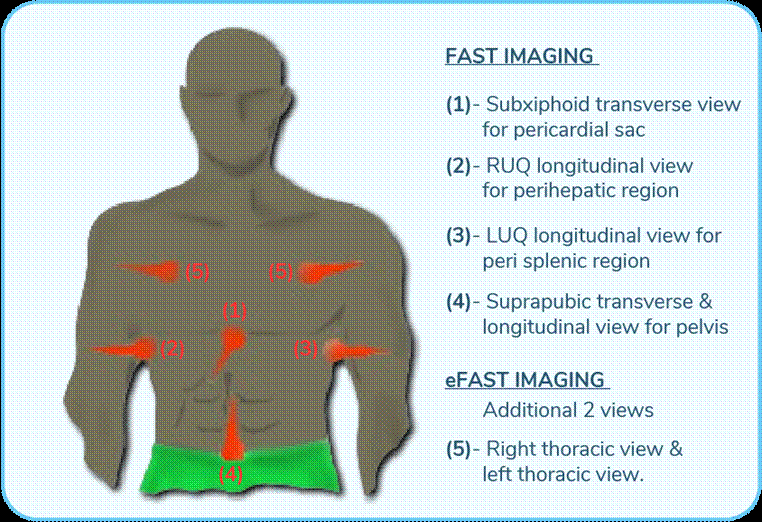 FAST IMAGING
(1)- Subxiphoid transverse view
for pericardial sac
(2)- RUQ longitudinal view
for perihepatic region
(3)- LUQ longitudinal view for
peri splenic region
(4)- Suprapubic transverse &
longitudinal view for pelvis
eFAST IMAGING
Additional 2 views
(5)- Right thoracic view &
left thoracic view.
(5) (5)
(1)
(2) (3)
(4)